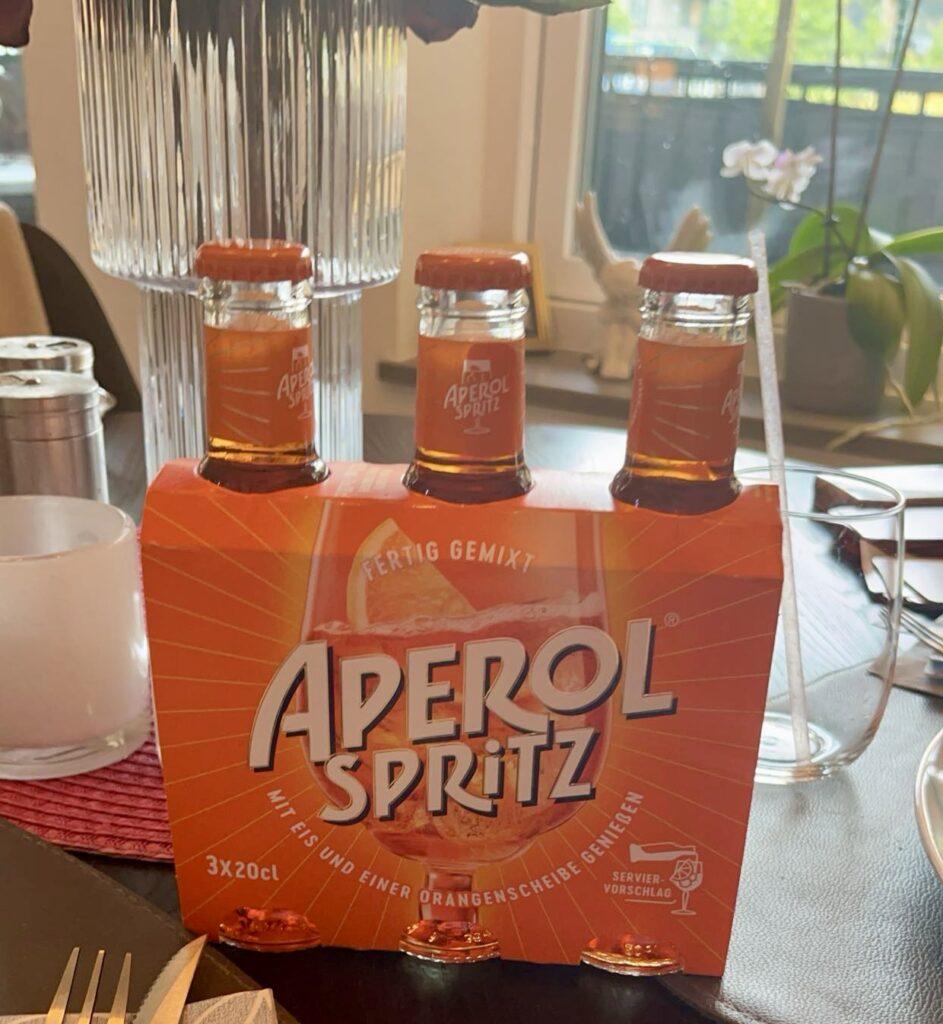 APEROL
SPRITZ
APEROL
SPRITZ
FERTIG GEMIXT
APEROL®
SPRiTZ
MIT EIS UND EINER ORANGENSCHEIBE GENIEßEN
3x20cl
SERVIER-
VORSCHLAG